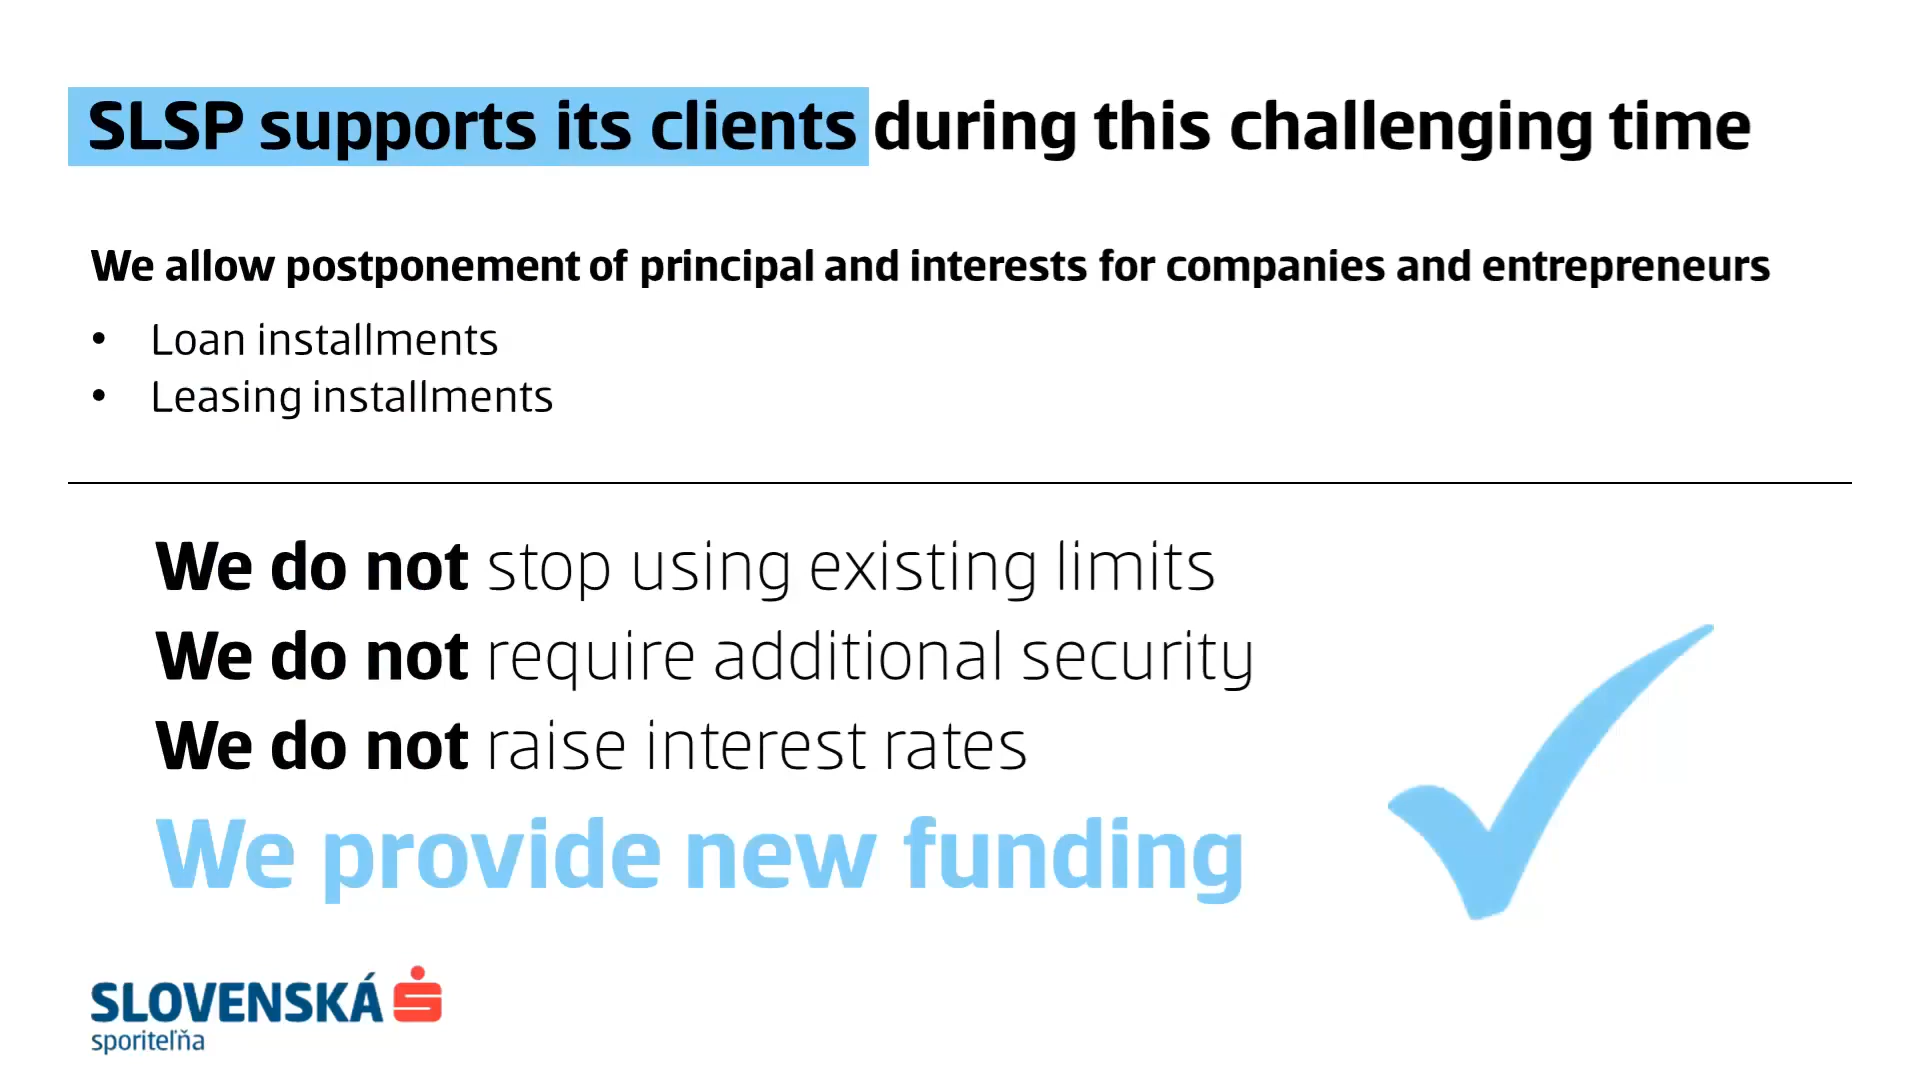 SLSP supports its clients during this challenging time
We allow postponement of principal and interests for companies and entrepreneurs
• Loan installments
• Leasing installments
We do not stop using existing limits
We do not require additional security
We do not raise interest rates
We provide new funding
SLOVENSKÁ
sporiteľňa